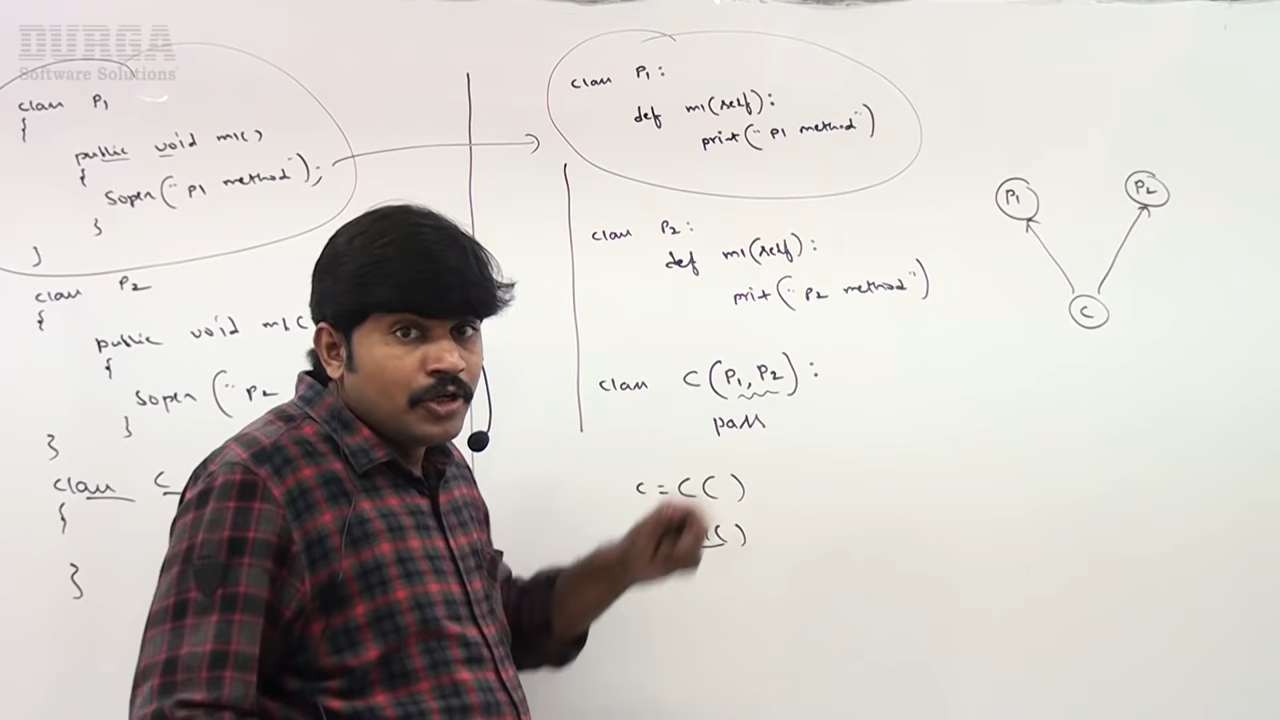 DURGA
Software Solutions
class P1
{
public void m1()
{
Sopen("P1 method");
}
}
class P2
{
public void m1(
{
Sopen("P2
}
}
class C
{
}
class P1:
def m1(self):
print("P1 method")
class P2:
def m1(self):
print("P2 method")
class C(P1, P2):
pass
c = C( )
( )
P1
P2
C